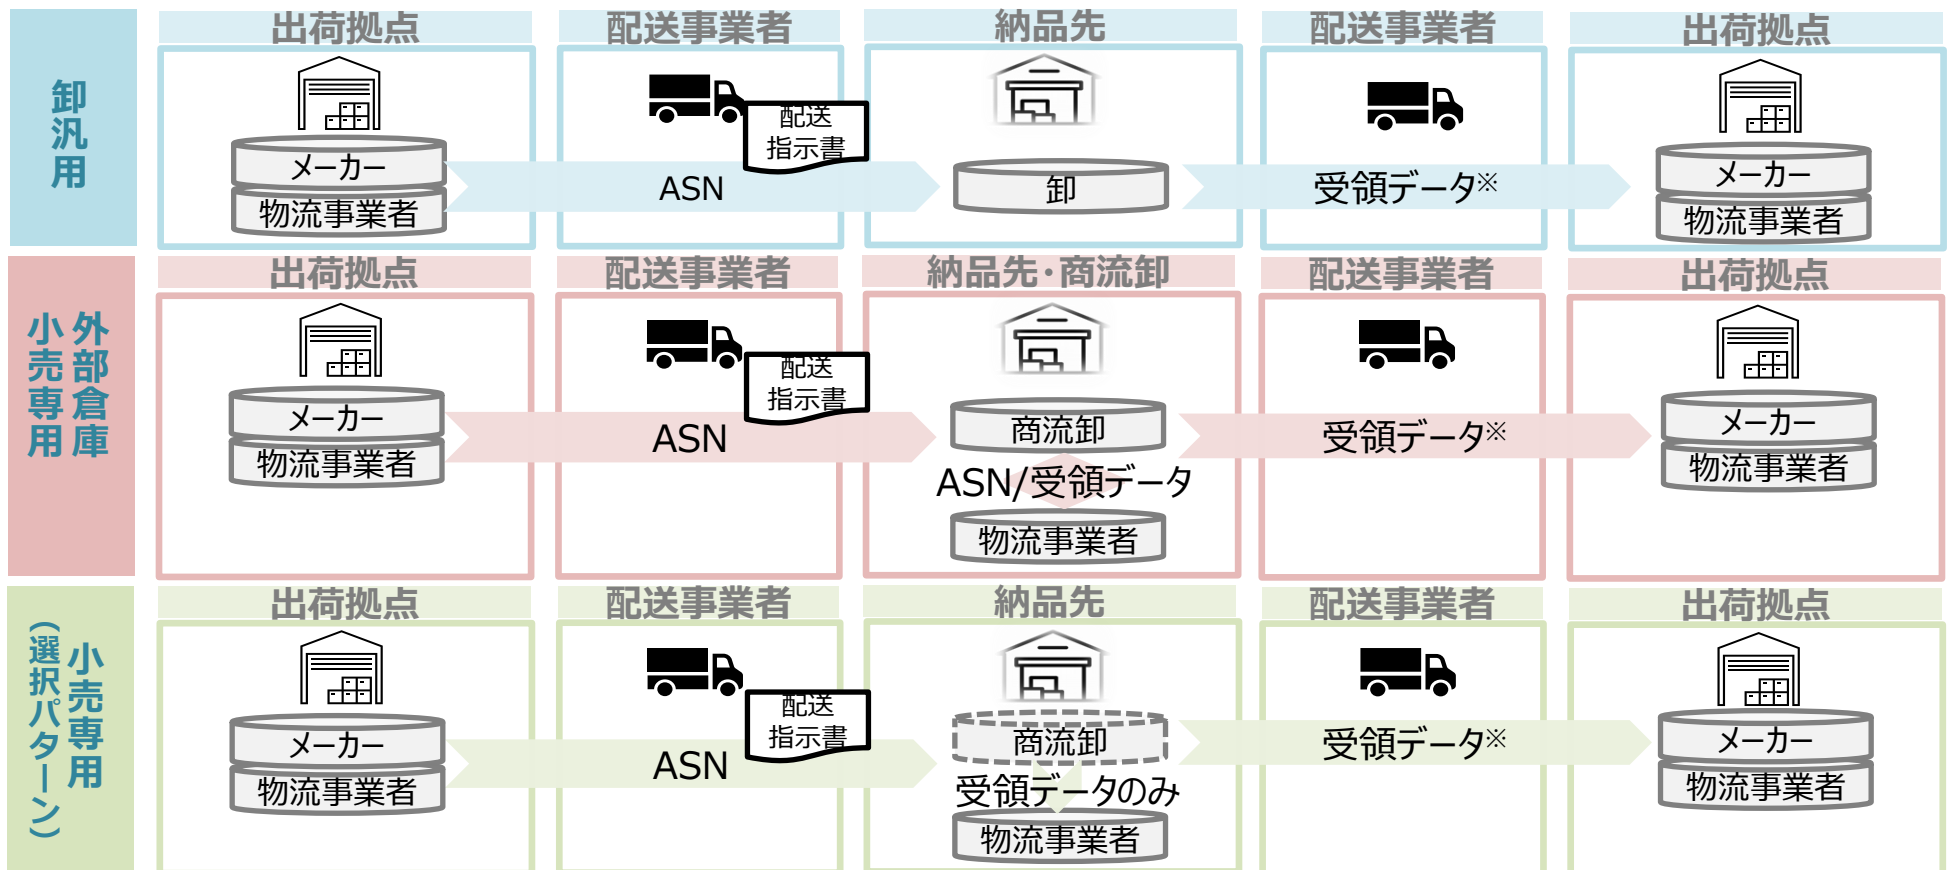 卸汎用
出荷拠点
配送事業者
納品先
配送事業者
出荷拠点
メーカー
物流事業者
配送
指示書
ASN
卸
受領データ※
メーカー
物流事業者
外部倉庫
小売専用
出荷拠点
配送事業者
納品先・商流卸
配送事業者
出荷拠点
メーカー
物流事業者
配送
指示書
ASN
商流卸
ASN/受領データ
物流事業者
受領データ※
メーカー
物流事業者
小売専用
（選択パターン）
出荷拠点
配送事業者
納品先
配送事業者
出荷拠点
メーカー
物流事業者
配送
指示書
ASN
商流卸
受領データのみ
物流事業者
受領データ※
メーカー
物流事業者